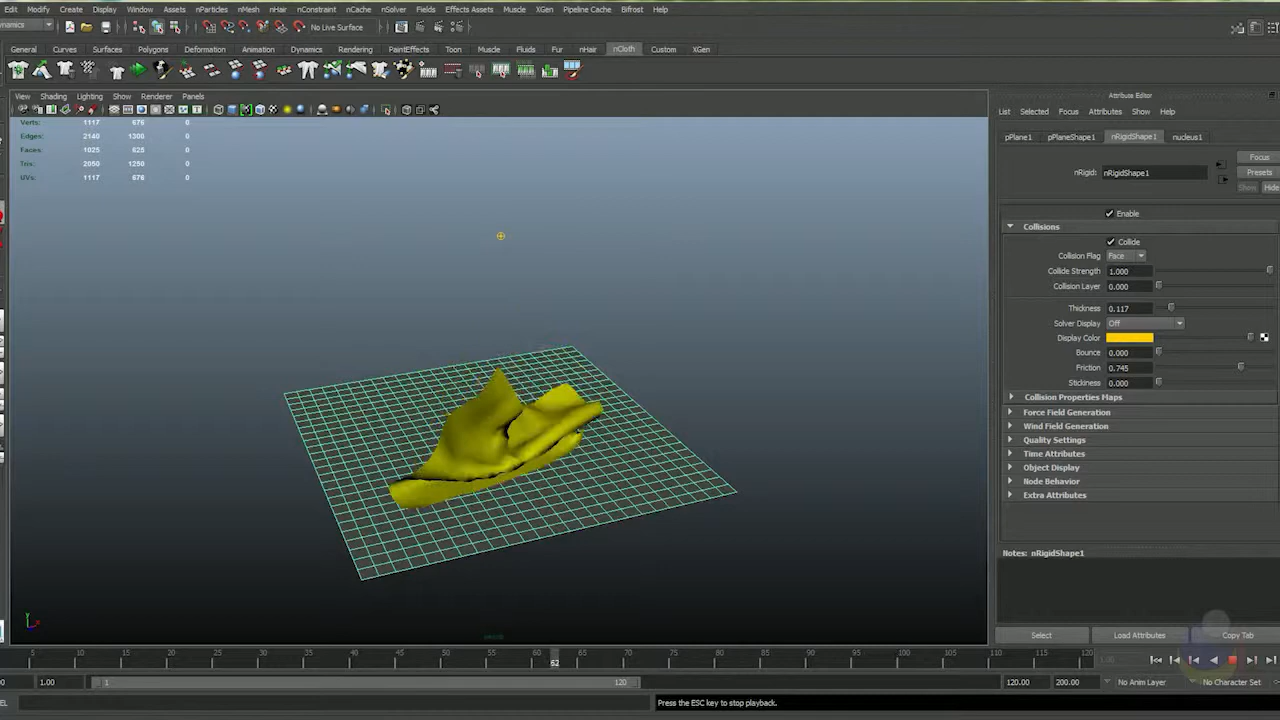 Edit Modify Create Display Window Assets nParticles nMesh nHair nConstraint nCache nSolver Fields Effects Assets Muscle XGen Pipeline Cache Bifrost Help
No Live Surface
General Curves Surfaces Polygons Deformation Animation Dynamics Rendering PaintEffects Toon Muscle Fluids Fur nHair nCloth Custom XGen
View Shading Lighting Show Renderer Panels
Attribute Editor
List Selected Focus Attributes Show Help
Verts: 1117 676 0
Edges: 2140 1300 0
Faces: 1025 625 0
Tris: 2050 1250 0
UVs: 1117 676 0
pPlane1 pPlaneShape1 nRigidShape1 nucleus1
Focus
nRigid: nRigidShape1
Presets
Show Hide
Enable
Collisions
Collide
Collision Flag Face
Collide Strength 1.000
Collision Layer 0.000
Thickness 0.117
Solver Display Off
Display Color
Bounce 0.000
Friction 0.745
Stickiness 0.000
Collision Properties Maps
Force Field Generation
Wind Field Generation
Quality Settings
Time Attributes
Object Display
Node Behavior
Extra Attributes
Notes: nRigidShape1
persp
Select Load Attributes Copy Tab
5 10 15 20 25 30 35 40 45 50 55 60 65 70 75 80 85 90 95 100 105 110 115 120
62
1.00
1.00 1 120 120.00 200.00 No Anim Layer No Character Set
Press the ESC key to stop playback.